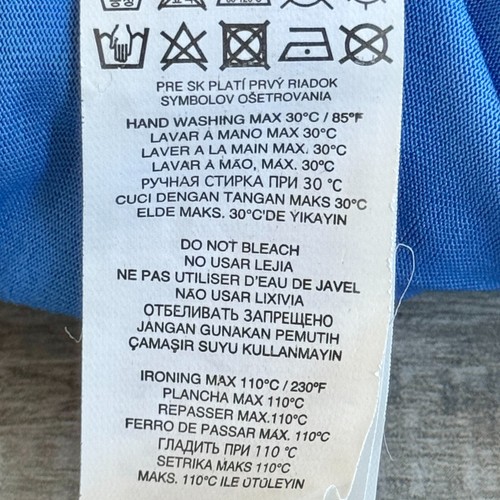 PRE SK PLATÍ PRVÝ RIADOK
SYMBOLOV OŠETROVANIA
HAND WASHING MAX 30°C / 85°F
LAVAR A MANO MAX 30°C
LAVER A LA MAIN MAX. 30°C
LAVAR À MÃO, MÁX. 30°C
РУЧНАЯ СТИРКА ПРИ 30 °С
CUCI DENGAN TANGAN MAKS 30°C
ELDE MAKS. 30°C'DE YIKAYIN
DO NOT BLEACH
NO USAR LEJIA
NE PAS UTILISER D'EAU DE JAVEL
NÃO USAR LIXIVIA
ОТБЕЛИВАТЬ ЗАПРЕЩЕНО
JANGAN GUNAKAN PEMUTIH
ÇAMAŞIR SUYU KULLANMAYIN
IRONING MAX 110°C / 230°F
PLANCHA MAX 110°C
REPASSER MAX.110°C
FERRO DE PASSAR MÁX. 110°C
ГЛАДИТЬ ПРИ 110 °С
SETRIKA MAKS 110°C
MAKS. 110°C ILE ÜTÜLEYIN